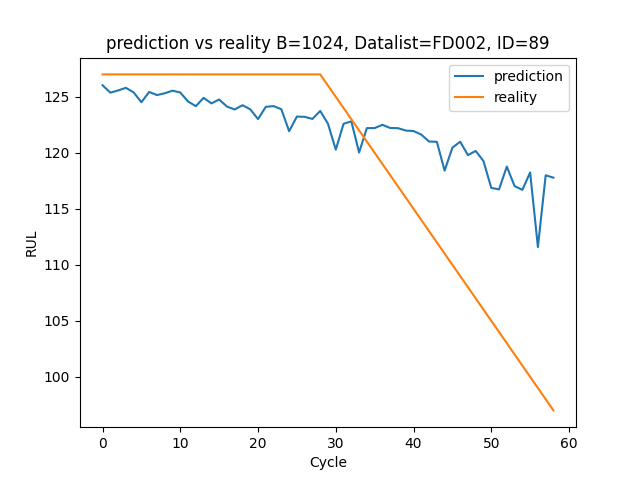 prediction vs reality B=1024, Datalist=FD002, ID=89
prediction
reality
125
120
115
110
105
100
RUL
0 10 20 30 40 50 60
Cycle